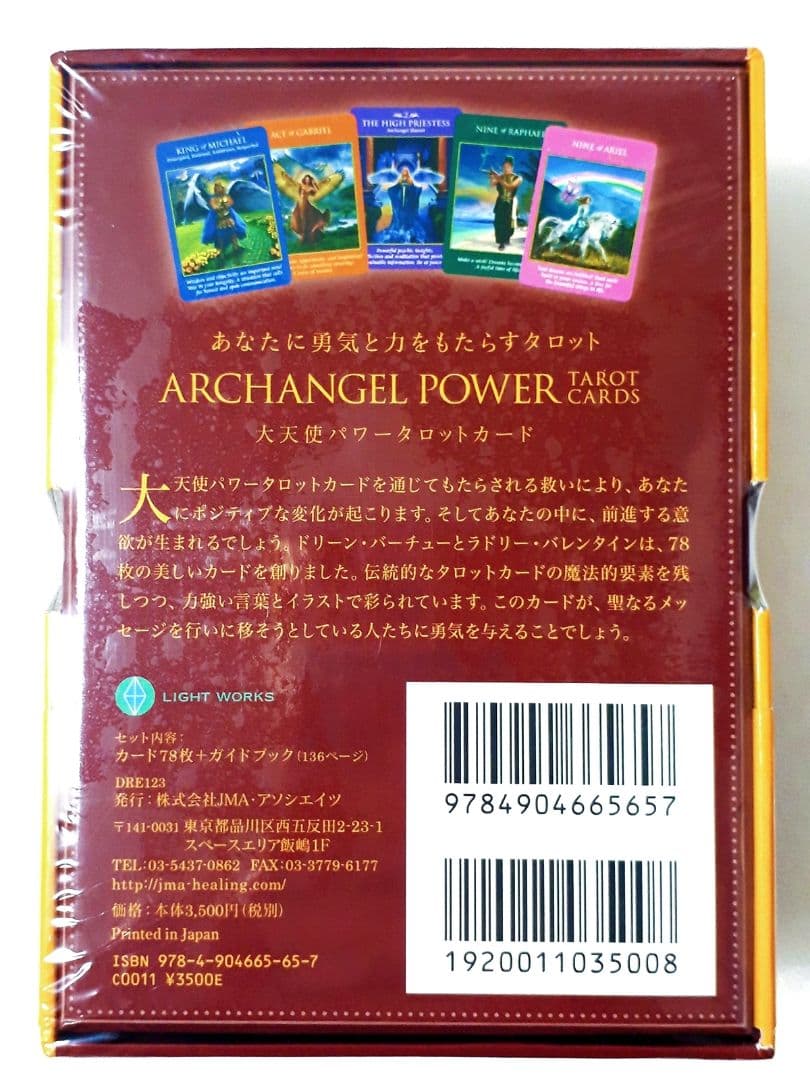 KING of MICHAEL
ACE of GABRIEL
THE HIGH PRIESTESS
Archangel Haniel
NINE of RAPHAEL
NINE of ARIEL
Powerful psychic insights.
あなたに勇気と力をもたらすタロット
ARCHANGEL POWER TAROT CARDS
大天使パワータロットカード
大天使パワータロットカードを通じてもたらされる救いにより、あなた
にポジティブな変化が起こります。そしてあなたの中に、前進する意
欲が生まれるでしょう。ドリーン・バーチューとラドリー・バレンタインは、78
枚の美しいカードを創りました。伝統的なタロットカードの魔法的要素を残
しつつ、力強い言葉とイラストで彩られています。このカードが、聖なるメッ
セージを行いに移そうとしている人たちに勇気を与えることでしょう。
LIGHT WORKS
セット内容:
カード78枚+ガイドブック(136ページ)
DRE123
発行:株式会社JMA・アソシエイツ
〒141-0031 東京都品川区西五反田2-23-1
スペースエリア飯嶋1F
TEL:03-5437-0862 FAX:03-3779-6177
http://jma-healing.com/
価格:本体3,500円(税別)
Printed in Japan
ISBN 978-4-904665-65-7
C0011 ¥3500E
9784904665657
1920011035008